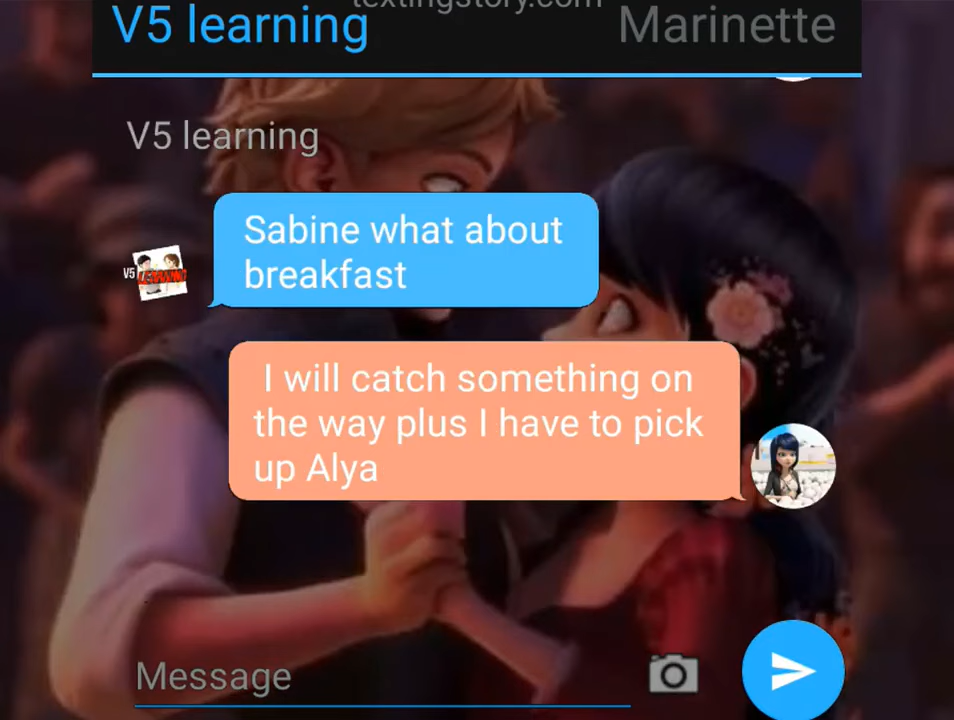 textingstory.com
V5 learning Marinette
V5 learning
Sabine what about
breakfast
V5
I will catch something on
the way plus I have to pick
up Alya
Message